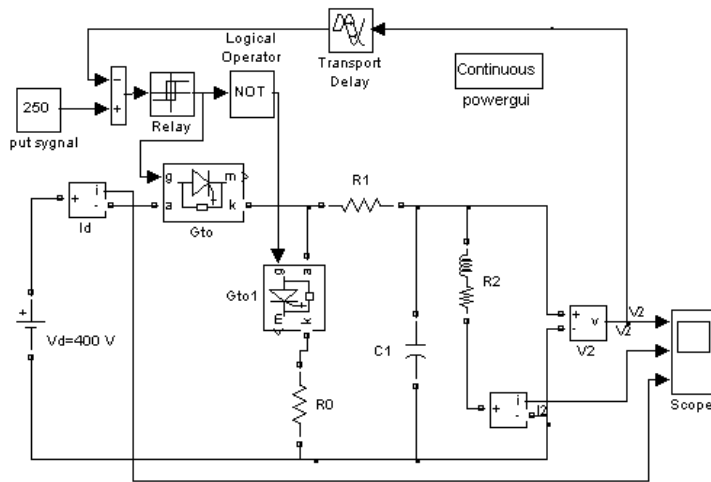 Logical
Operator
Transport
Delay
Continuous
powergui
−
+
250
put sygnal
Relay
NOT
g
m
a
k
Gto
R1
+
i
-
Id
g
a
m
k
Gto1
R2
+
Vd=400 V
C1
R0
+
-
v
V2
V2
V2
+
i
-
I2
Scope